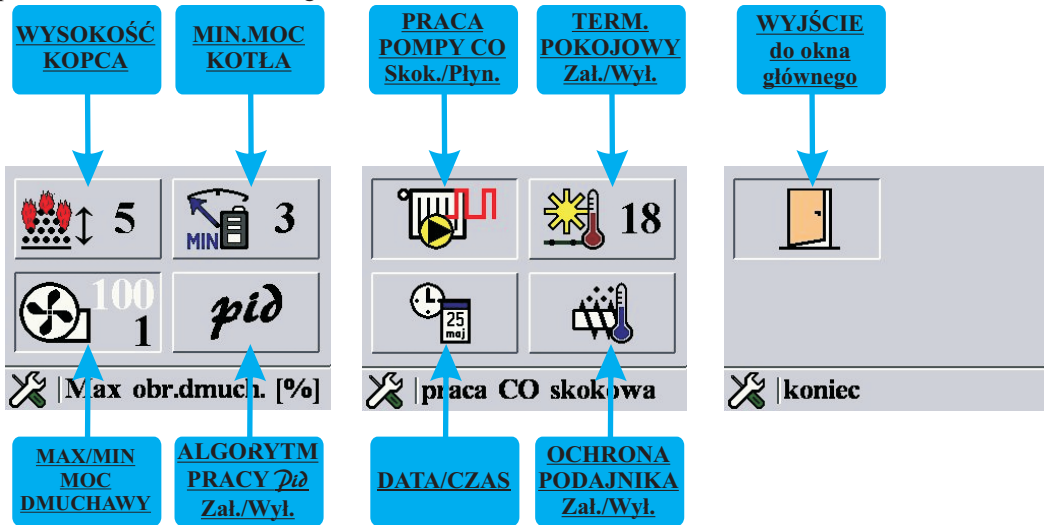 WYSOKOŚĆ
KOPCA
MIN.MOC
KOTŁA
PRACA
POMPY CO
Skok./Płyn.
TERM.
POKOJOWY
Zał./Wył.
WYJŚCIE
do okna
głównego
5
MIN
3
18
100
1
pid
25
maj
Max obr.dmuch. [%]
praca CO skokowa
koniec
MAX/MIN
MOC
DMUCHAWY
ALGORYTM
PRACY Pid
Zał./Wył.
DATA/CZAS
OCHRONA
PODAJNIKA
Zał./Wył.